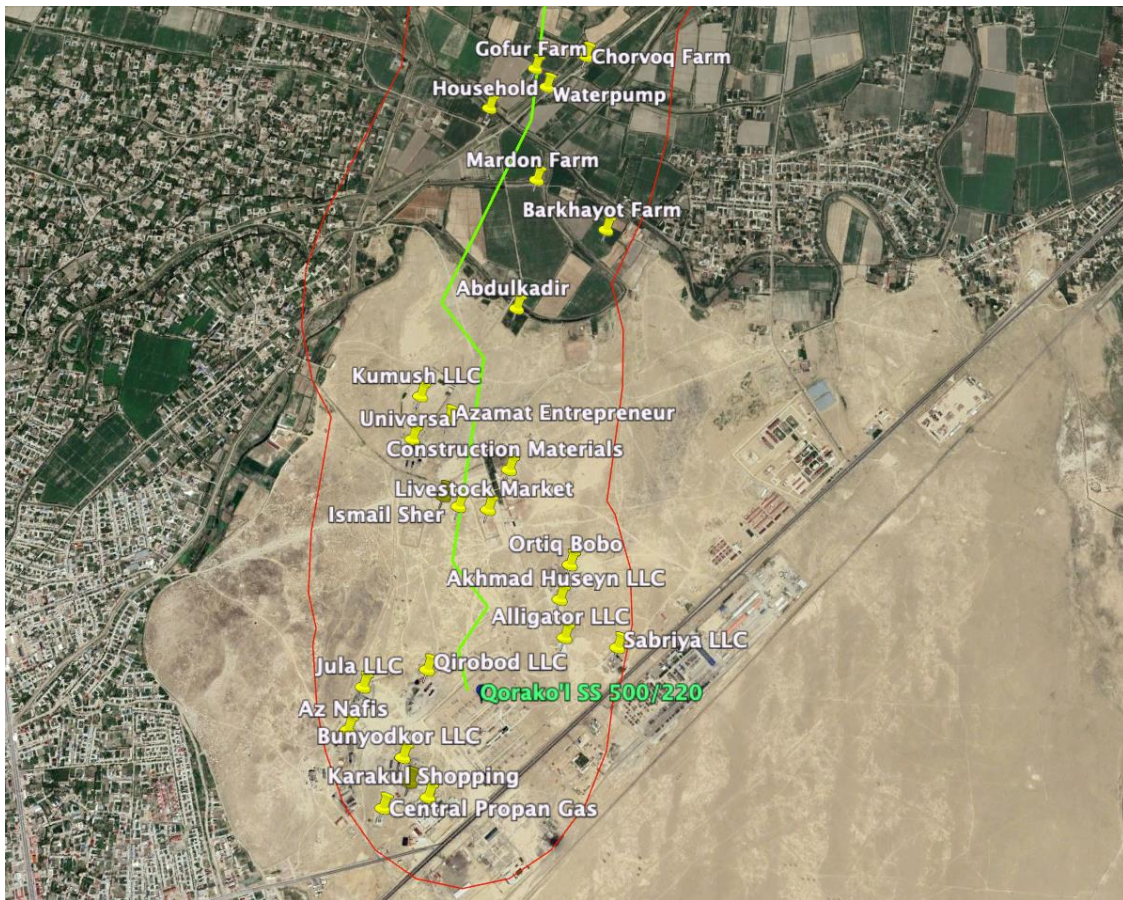 Gofur Farm
Chorvoq Farm
Household
Waterpump
Mardon Farm
Barkhayot Farm
Abdulkadir
Kumush LLC
Azamat Entrepreneur
Universal
Construction Materials
Livestock Market
Ismail Sher
Ortiq Bobo
Akhmad Huseyn LLC
Alligator LLC
Sabriya LLC
Qirobod LLC
Jula LLC
Qorako'l SS 500/220
Az Nafis
Bunyodkor LLC
Karakul Shopping
Central Propan Gas